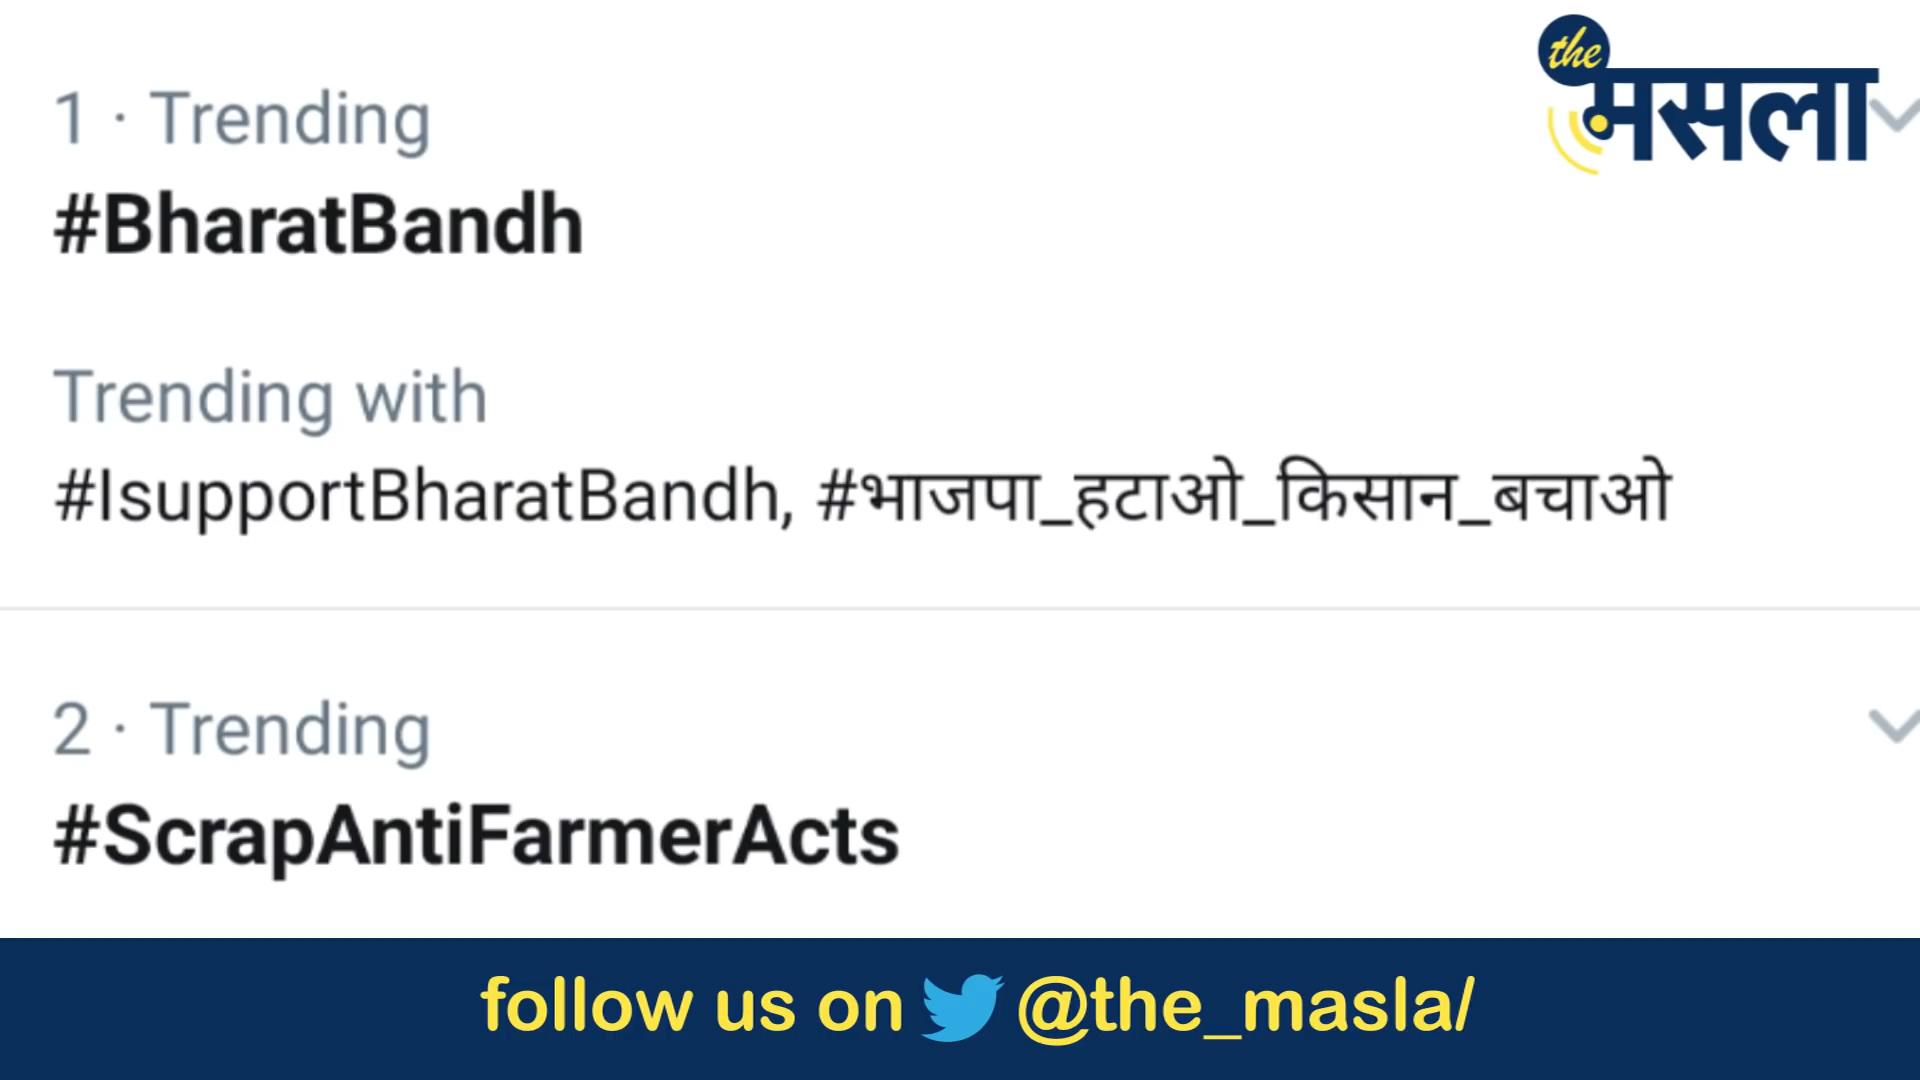 the
मसला
1 · Trending
#BharatBandh
Trending with
#IsupportBharatBandh, #भाजपा_हटाओ_किसान_बचाओ
2 · Trending
#ScrapAntiFarmerActs
follow us on @the_masla/